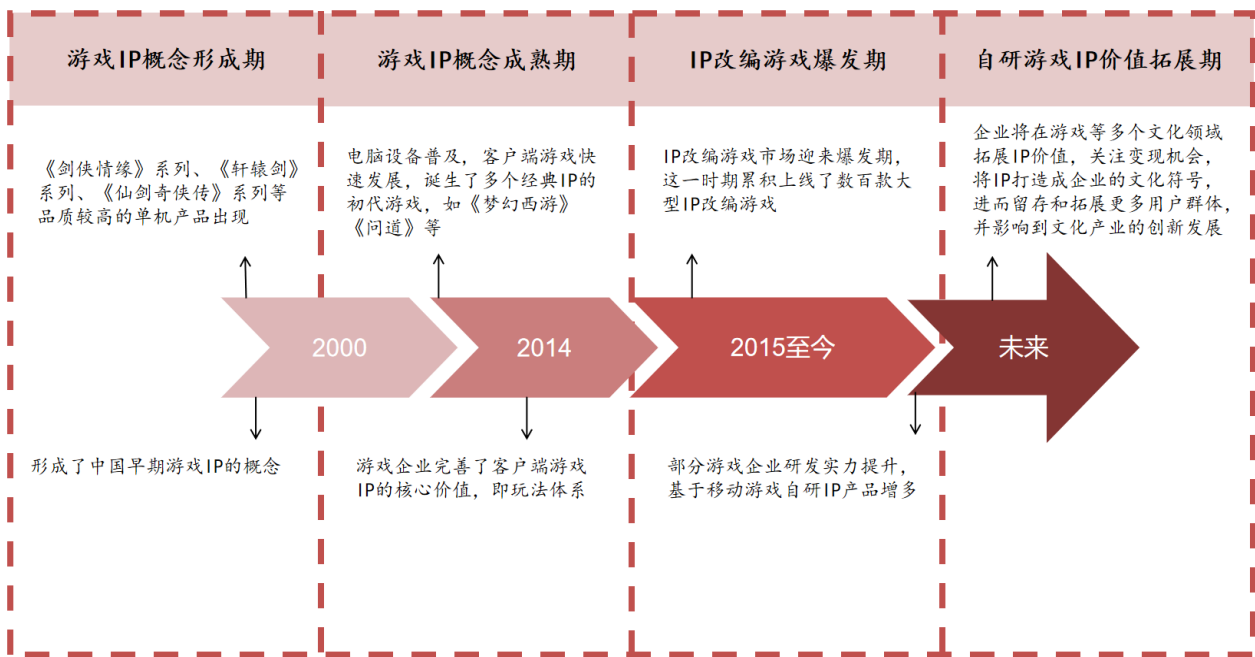 游戏IP概念形成期
游戏IP概念成熟期
IP改编游戏爆发期
自研游戏IP价值拓展期
《剑侠情缘》系列、《轩辕剑》
系列、《仙剑奇侠传》系列等
品质较高的单机产品出现
电脑设备普及，客户端游戏快
速发展，诞生了多个经典IP的
初代游戏，如《梦幻西游》
《问道》等
IP改编游戏市场迎来爆发期，
这一时期累积上线了数百款大
型IP改编游戏
企业将在游戏等多个文化领域
拓展IP价值，关注变现机会，
将IP打造成企业的文化符号，
进而留存和拓展更多用户群体，
并影响到文化产业的创新发展
2000
2014
2015至今
未来
形成了中国早期游戏IP的概念
游戏企业完善了客户端游戏
IP的核心价值，即玩法体系
部分游戏企业研发实力提升，
基于移动游戏自研IP产品增多